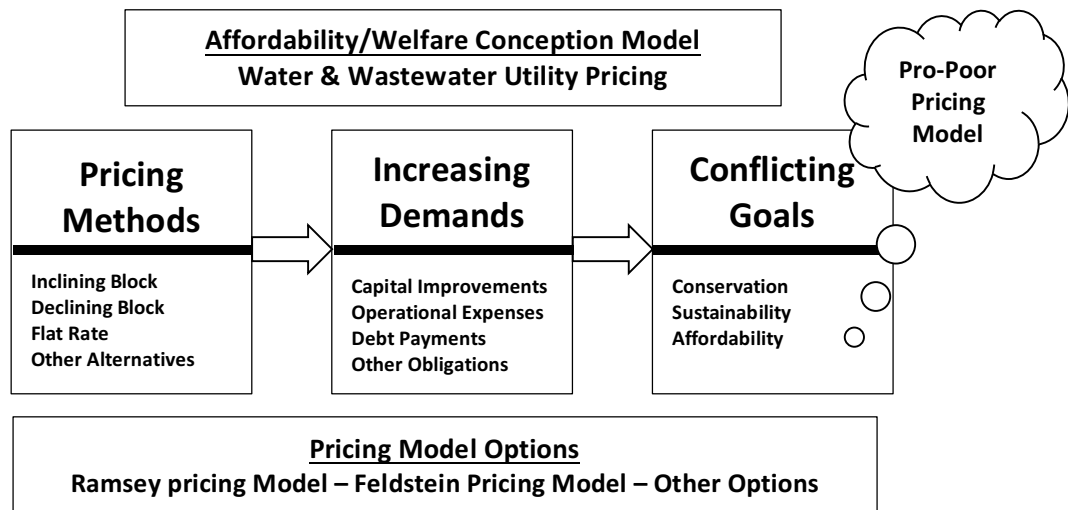 Affordability/Welfare Conception Model
Water & Wastewater Utility Pricing
Pro-Poor
Pricing
Model
Pricing
Methods
Inclining Block
Declining Block
Flat Rate
Other Alternatives
Increasing
Demands
Capital Improvements
Operational Expenses
Debt Payments
Other Obligations
Conflicting
Goals
Conservation
Sustainability
Affordability
Pricing Model Options
Ramsey pricing Model – Feldstein Pricing Model – Other Options